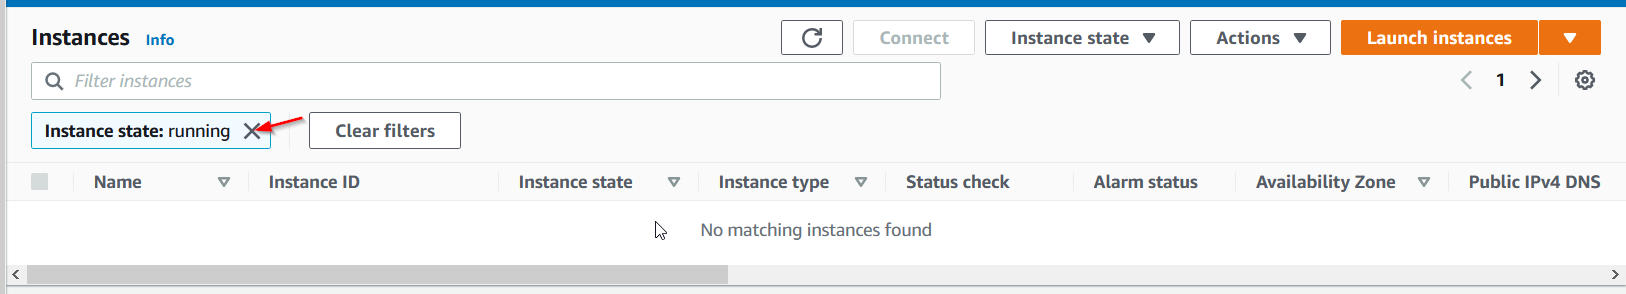 Instances Info Connect Instance state Actions Launch instances
Filter instances 1
Instance state: running Clear filters
Name Instance ID Instance state Instance type Status check Alarm status Availability Zone Public IPv4 DNS
No matching instances found